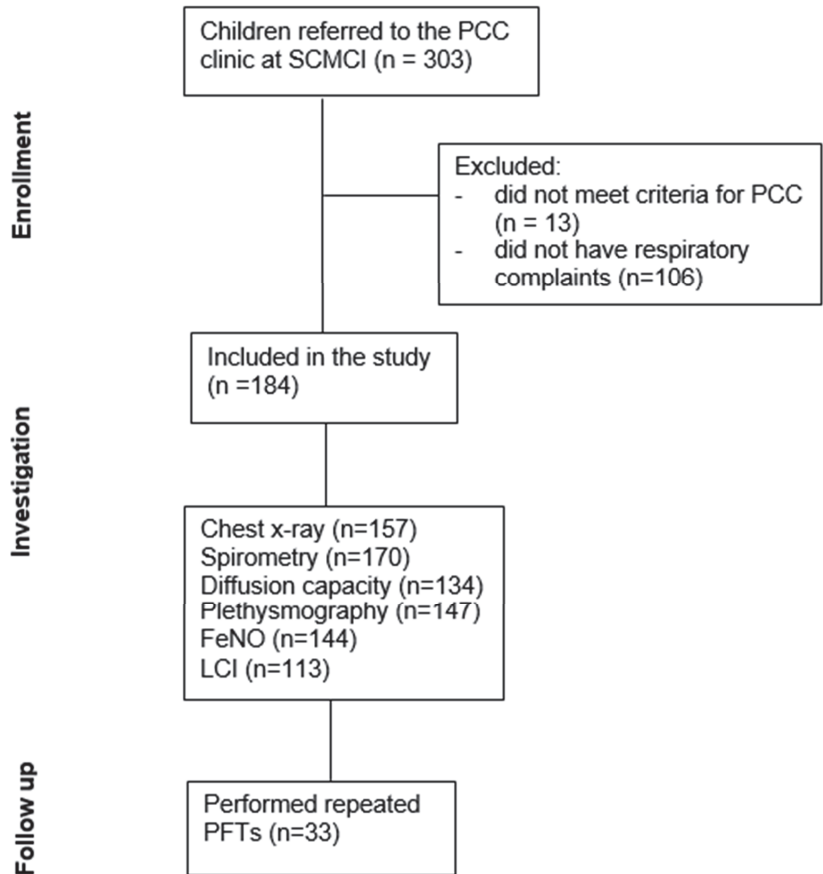 Children referred to the PCC
clinic at SCMCI (n = 303)
Enrollment
Excluded:
- did not meet criteria for PCC
(n = 13)
- did not have respiratory
complaints (n=106)
Included in the study
(n =184)
Investigation
Chest x-ray (n=157)
Spirometry (n=170)
Diffusion capacity (n=134)
Plethysmography (n=147)
FeNO (n=144)
LCI (n=113)
Follow up
Performed repeated
PFTs (n=33)